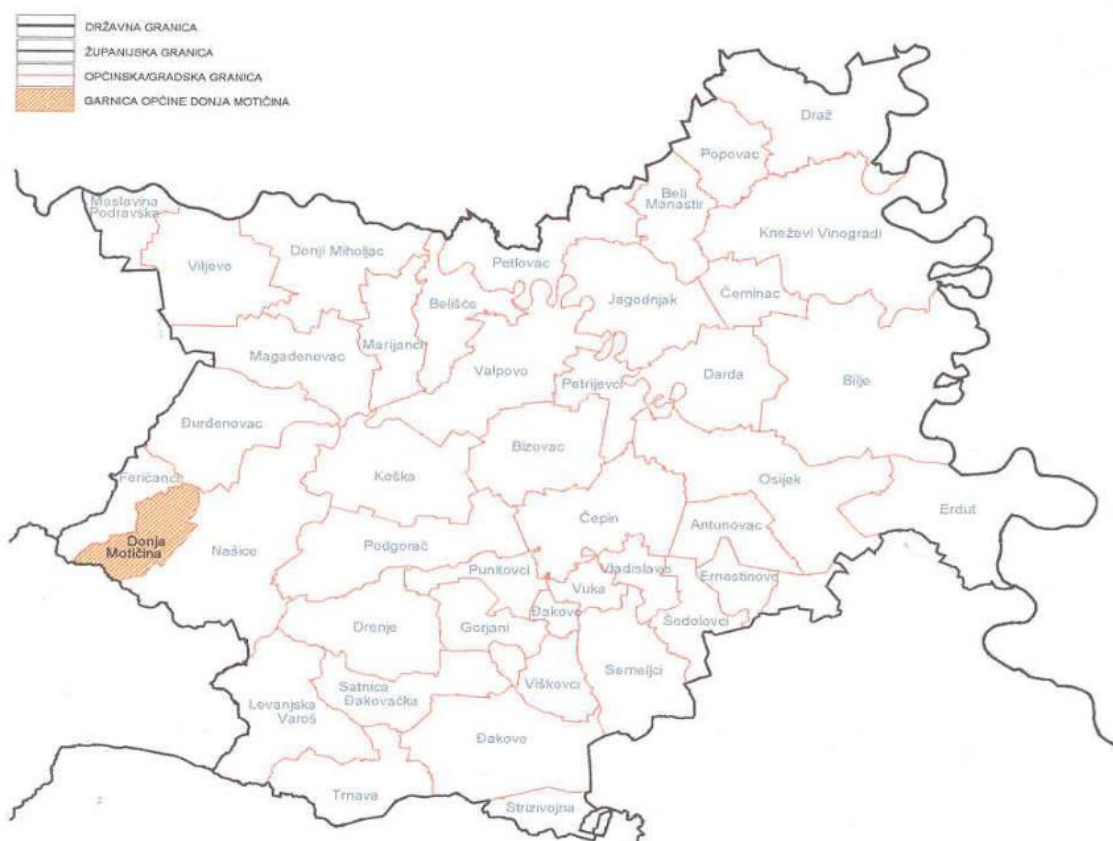 DRŽAVNA GRANICA
ŽUPANIJSKA GRANICA
OPĆINSKA/GRADSKA GRANICA
GARNICA OPĆINE DONJA MOTIČINA
Draž
Popovac
Moslavina
Podravska
Beli
Manastir
Kneževi Vinogradi
Donji Miholjac
Viljevo
Petlovac
Belišće
Jagodnjak
Čeminac
Marijanci
Magadenovac
Valpovo
Petrijevci
Darda
Bilje
Đurđenovac
Bizovac
Feričanci
Koška
Osijek
Erdut
Čepin
Antunovac
Donja
Motičina
Našice
Podgorač
Punitovci
Vladislavci
Ernestinovo
Vuka
Đakovo
Šodolovci
Drenje
Gorjani
Semeljci
Viškovci
Satnica
Đakovačka
Levanjska
Varoš
Đakovo
Trnava
Strizivojna